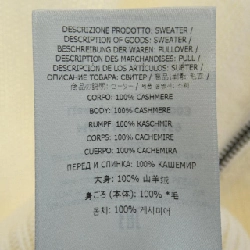 DESCRIZIONE PRODOTTO: SWEATER /
DESCRIPTION OF GOODS: SWEATER /
BESCHREIBUNG DER WAREN: PULLOVER /
DESCRIPTION DES MARCHANDISES: PULL /
DESCRIPCIÓN DE LOS ARTÍCULOS: SUÉTER /
ОПИСАНИЕ ТОВАРА: СВИТЕР /
CORPO: 100% CASHMERE
BODY: 100% CASHMERE
RUMPF: 100% KASCHMIR
CORPS: 100% CACHEMIRE
CUERPO: 100% CACHEMIRA
ПЕРЕД И СПИНКА: 100% КАШЕМИР
大身: 100% 山羊绒
身ごろ (本体): 100% *毛
몸체: 100% 캐시미어